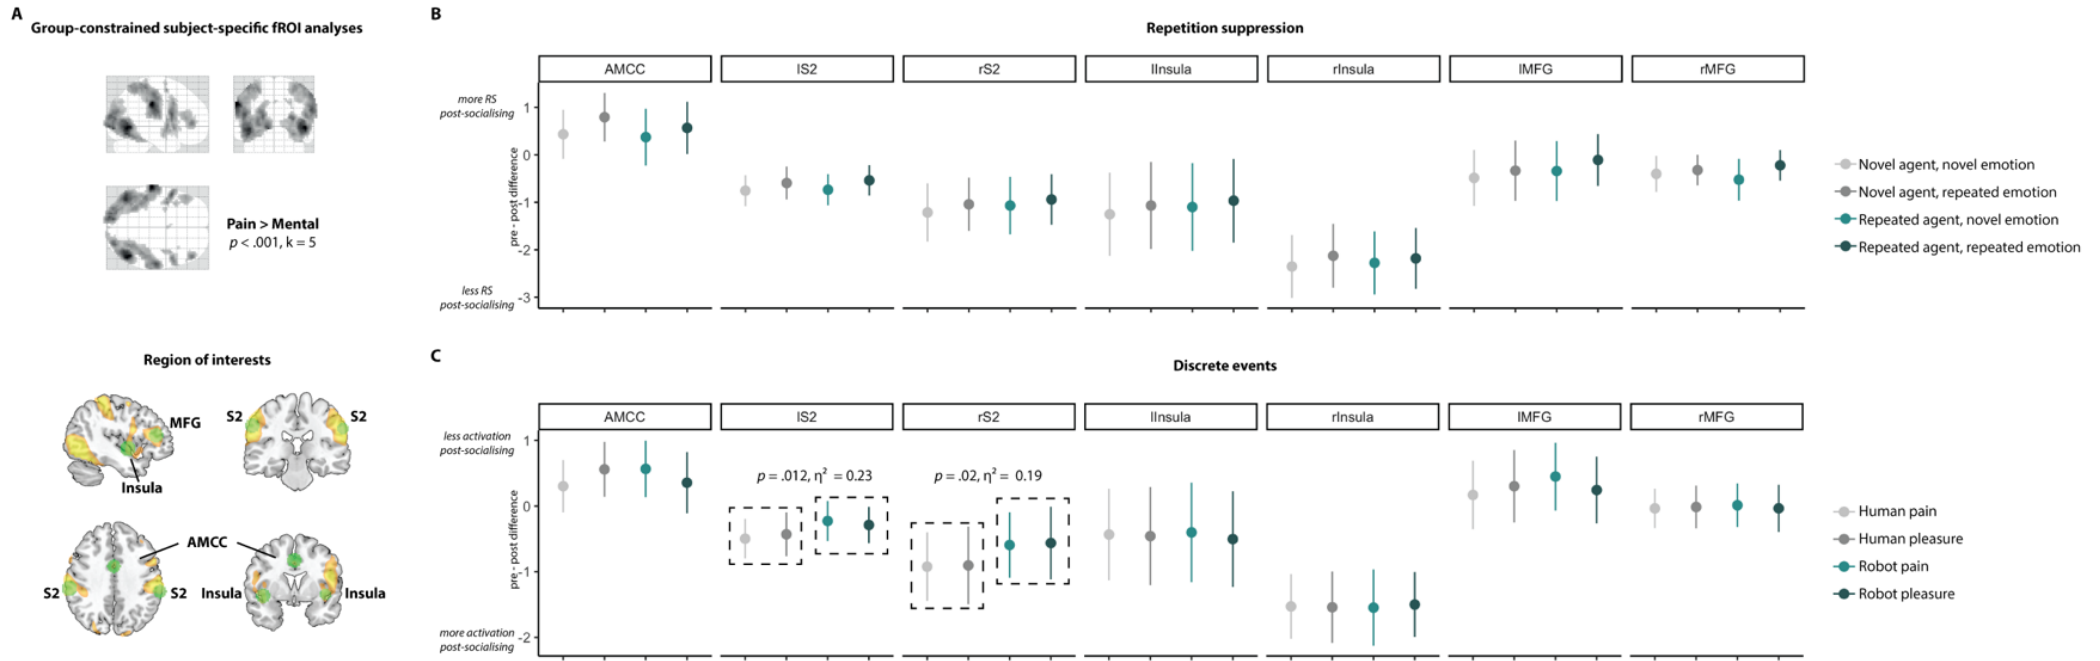 A
Group-constrained subject-specific fROI analyses
Pain > Mental
p < .001, k = 5
Region of interests
MFG
Insula
S2
S2
AMCC
S2
S2
Insula
Insula
B
Repetition suppression
AMCC
lS2
rS2
lInsula
rInsula
lMFG
rMFG
more RS
post-socialising
less RS
post-socialising
pre - post difference
1
0
-1
-2
-3
Novel agent, novel emotion
Novel agent, repeated emotion
Repeated agent, novel emotion
Repeated agent, repeated emotion
C
Discrete events
AMCC
lS2
rS2
lInsula
rInsula
lMFG
rMFG
less activation
post-socialising
more activation
post-socialising
pre - post difference
1
0
-1
-2
p = .012, η² = 0.23
p = .02, η² = 0.19
Human pain
Human pleasure
Robot pain
Robot pleasure